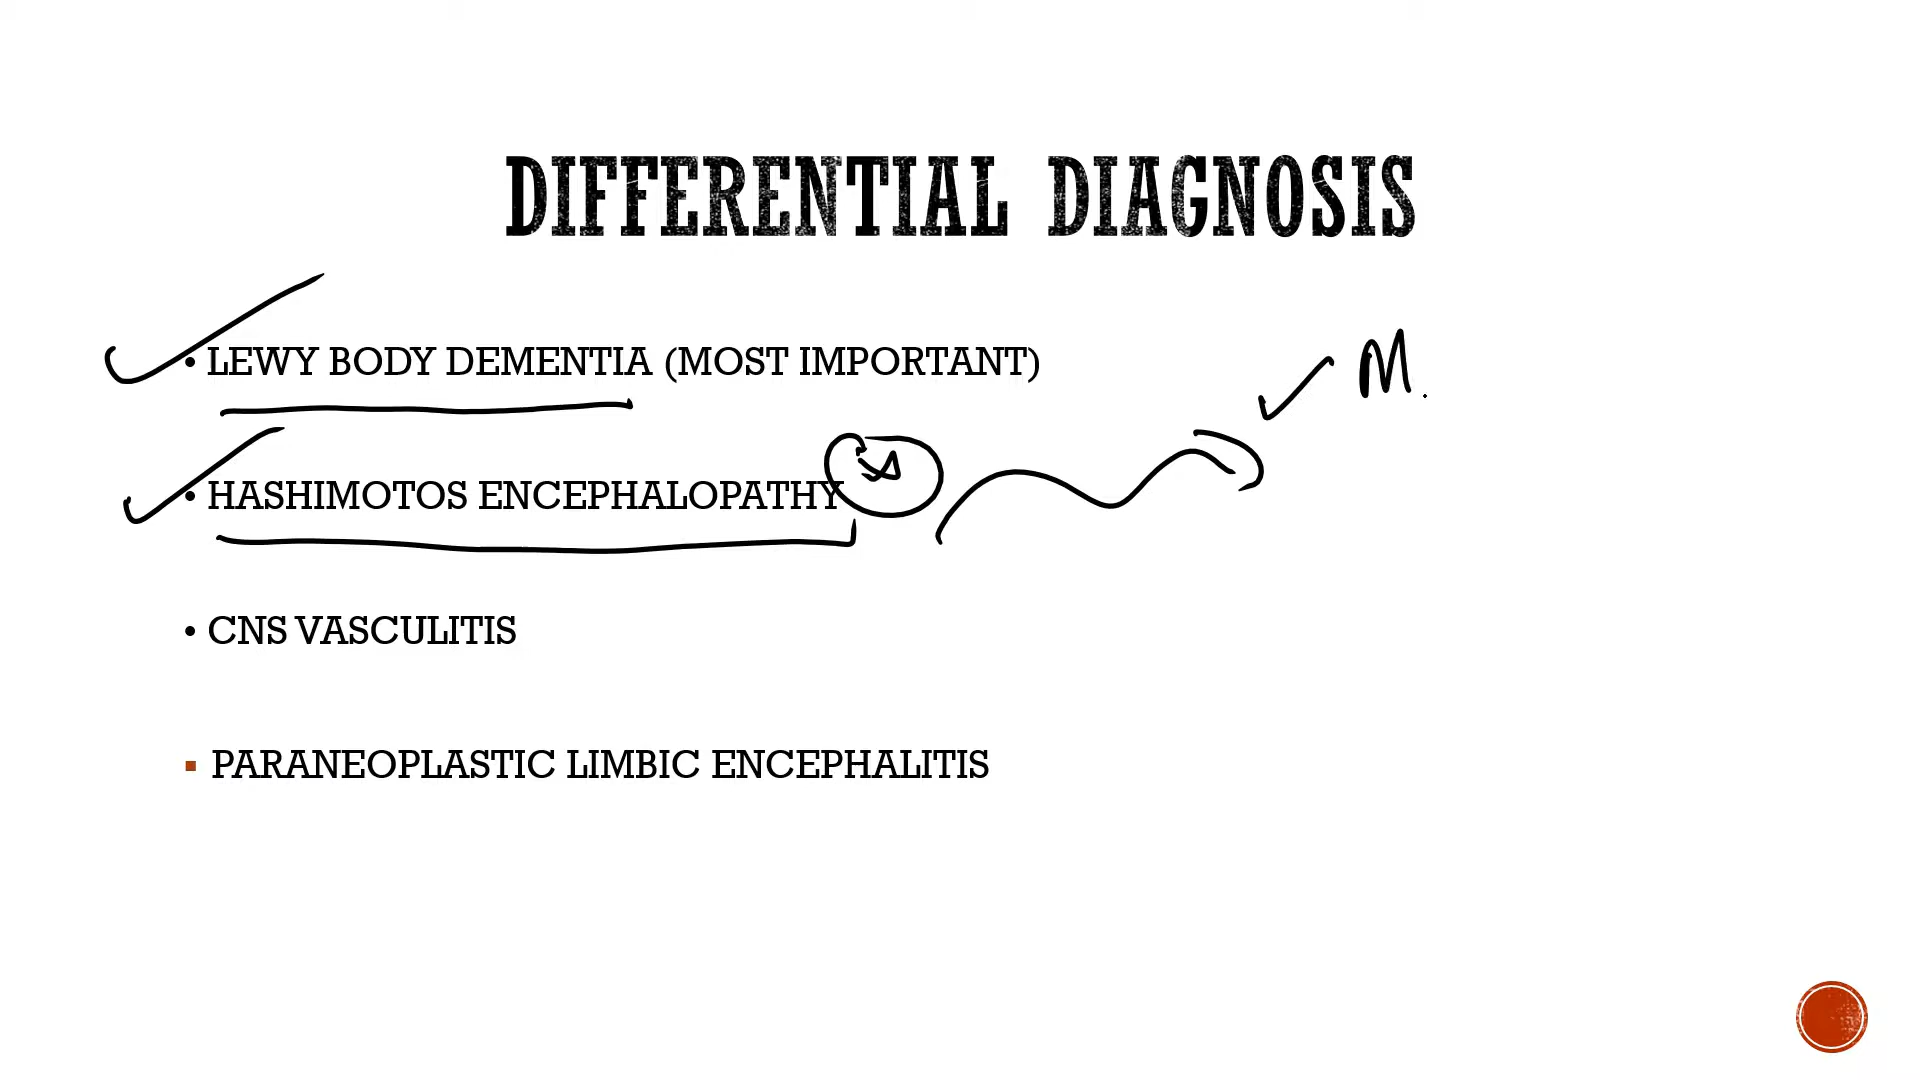 DIFFERENTIAL DIAGNOSIS
• LEWY BODY DEMENTIA (MOST IMPORTANT)
M.
• HASHIMOTOS ENCEPHALOPATHY
• CNS VASCULITIS
▪ PARANEOPLASTIC LIMBIC ENCEPHALITIS